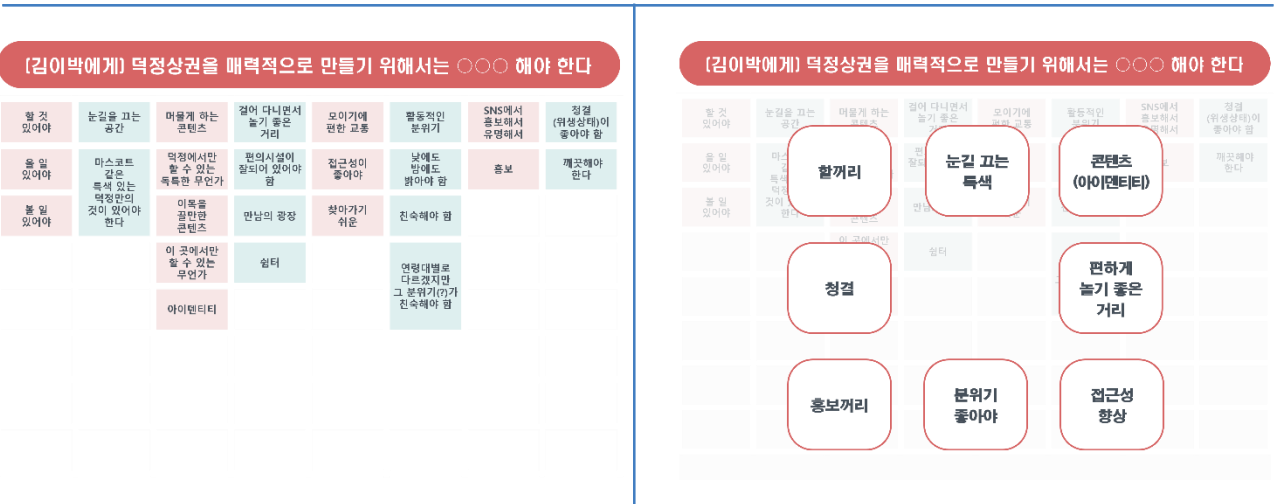 (김이박에게) 덕정상권을 매력적으로 만들기 위해서는 ○○○ 해야 한다
할 것
있어야
올 일
있어야
볼 일
있어야
눈길을 끄는
공간
마스코트
같은
특색 있는
덕정만의
것이 있어야
한다
머물게 하는
콘텐츠
덕정에서만
할 수 있는
독특한 무언가
이목을
끌만한
콘텐츠
이 곳에서만
할 수 있는
무언가
아이텐티티
걸어 다니면서
놀기 좋은
거리
편의시설이
잘되어 있어야
함
만남의 광장
쉼터
모이기에
편한 교통
접근성이
좋아야
찾아가기
쉬운
활동적인
분위기
낮에도
밤에도
밝아야 함
친숙해야 함
연령대별로
다르겠지만
그 분위기(?)가
친숙해야 함
SNS에서
홍보해서
유명해서
홍보
청결
(위생상태)이
좋아야 함
깨끗해야
한다
(김이박에게) 덕정상권을 매력적으로 만들기 위해서는 ○○○ 해야 한다
할꺼리
눈길 끄는
특색
콘텐츠
(아이덴티티)
청결
편하게
놀기 좋은
거리
홍보꺼리
분위기
좋아야
접근성
향상